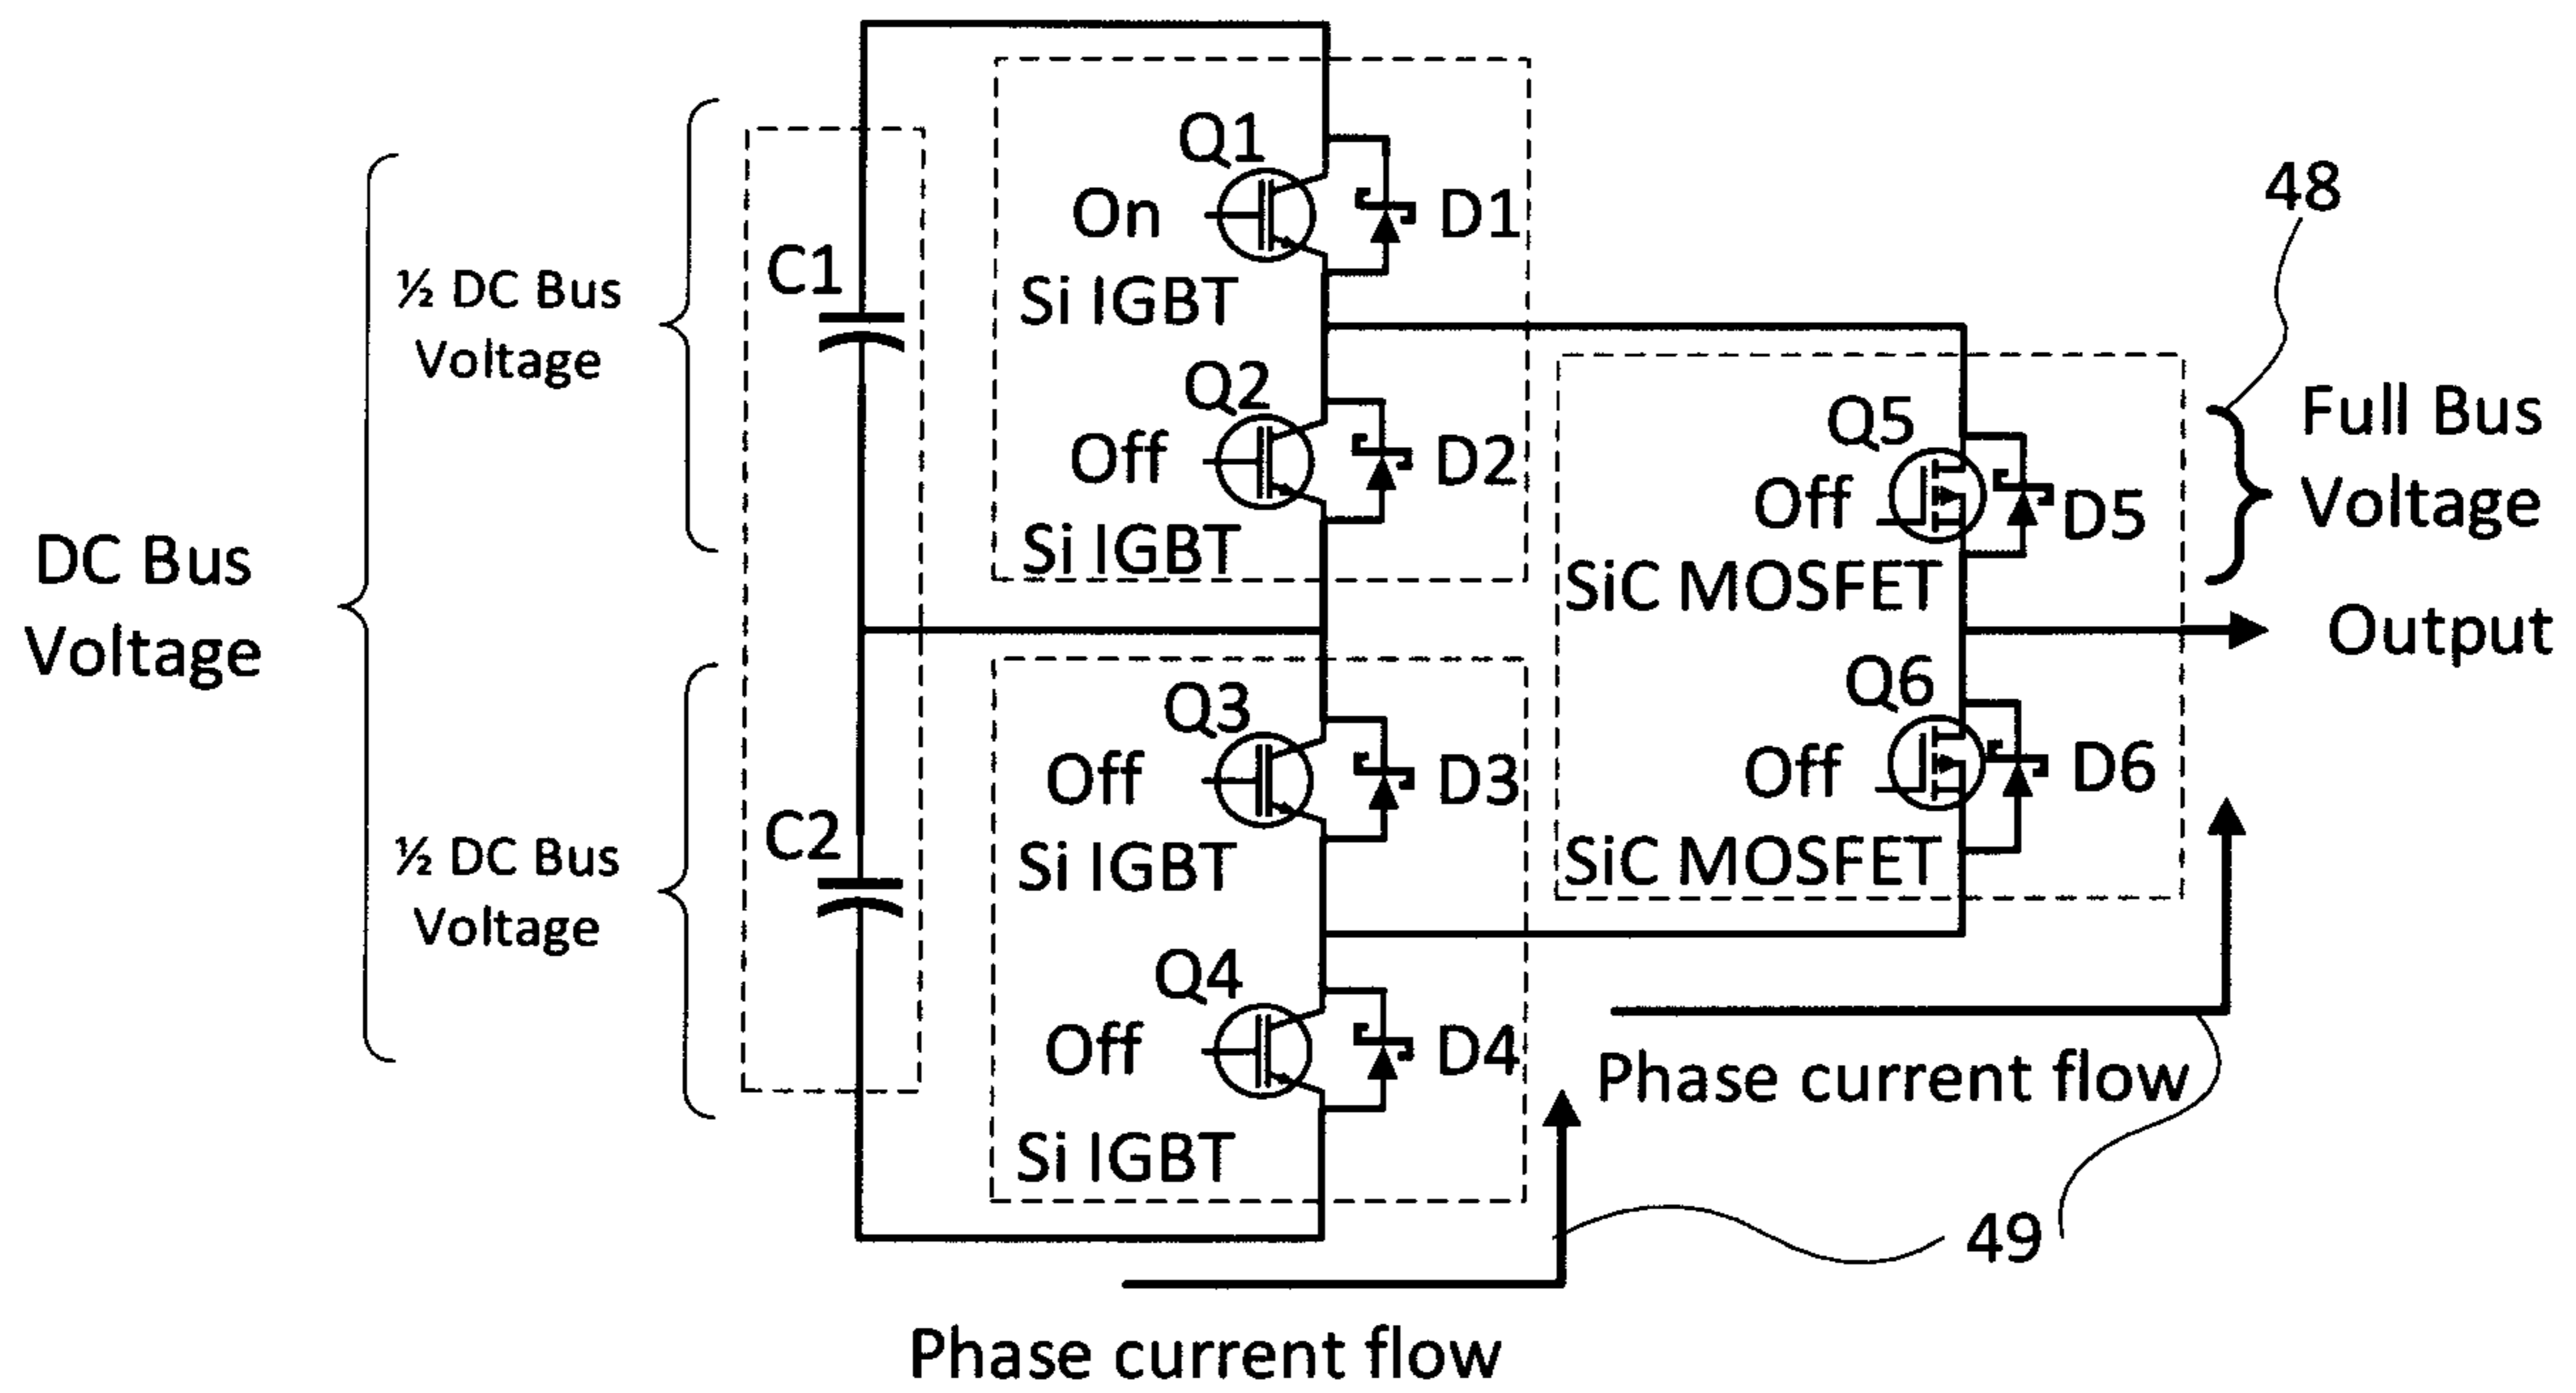 DC Bus
Voltage
½ DC Bus
Voltage
½ DC Bus
Voltage
C1
C2
Q1
On
D1
Si IGBT
Q2
Off
D2
Si IGBT
Q3
Off
D3
Si IGBT
Q4
Off
D4
Si IGBT
Q5
Off
D5
SiC MOSFET
Q6
Off
D6
SiC MOSFET
48
Full Bus
Voltage
Output
Phase current flow
49
Phase current flow